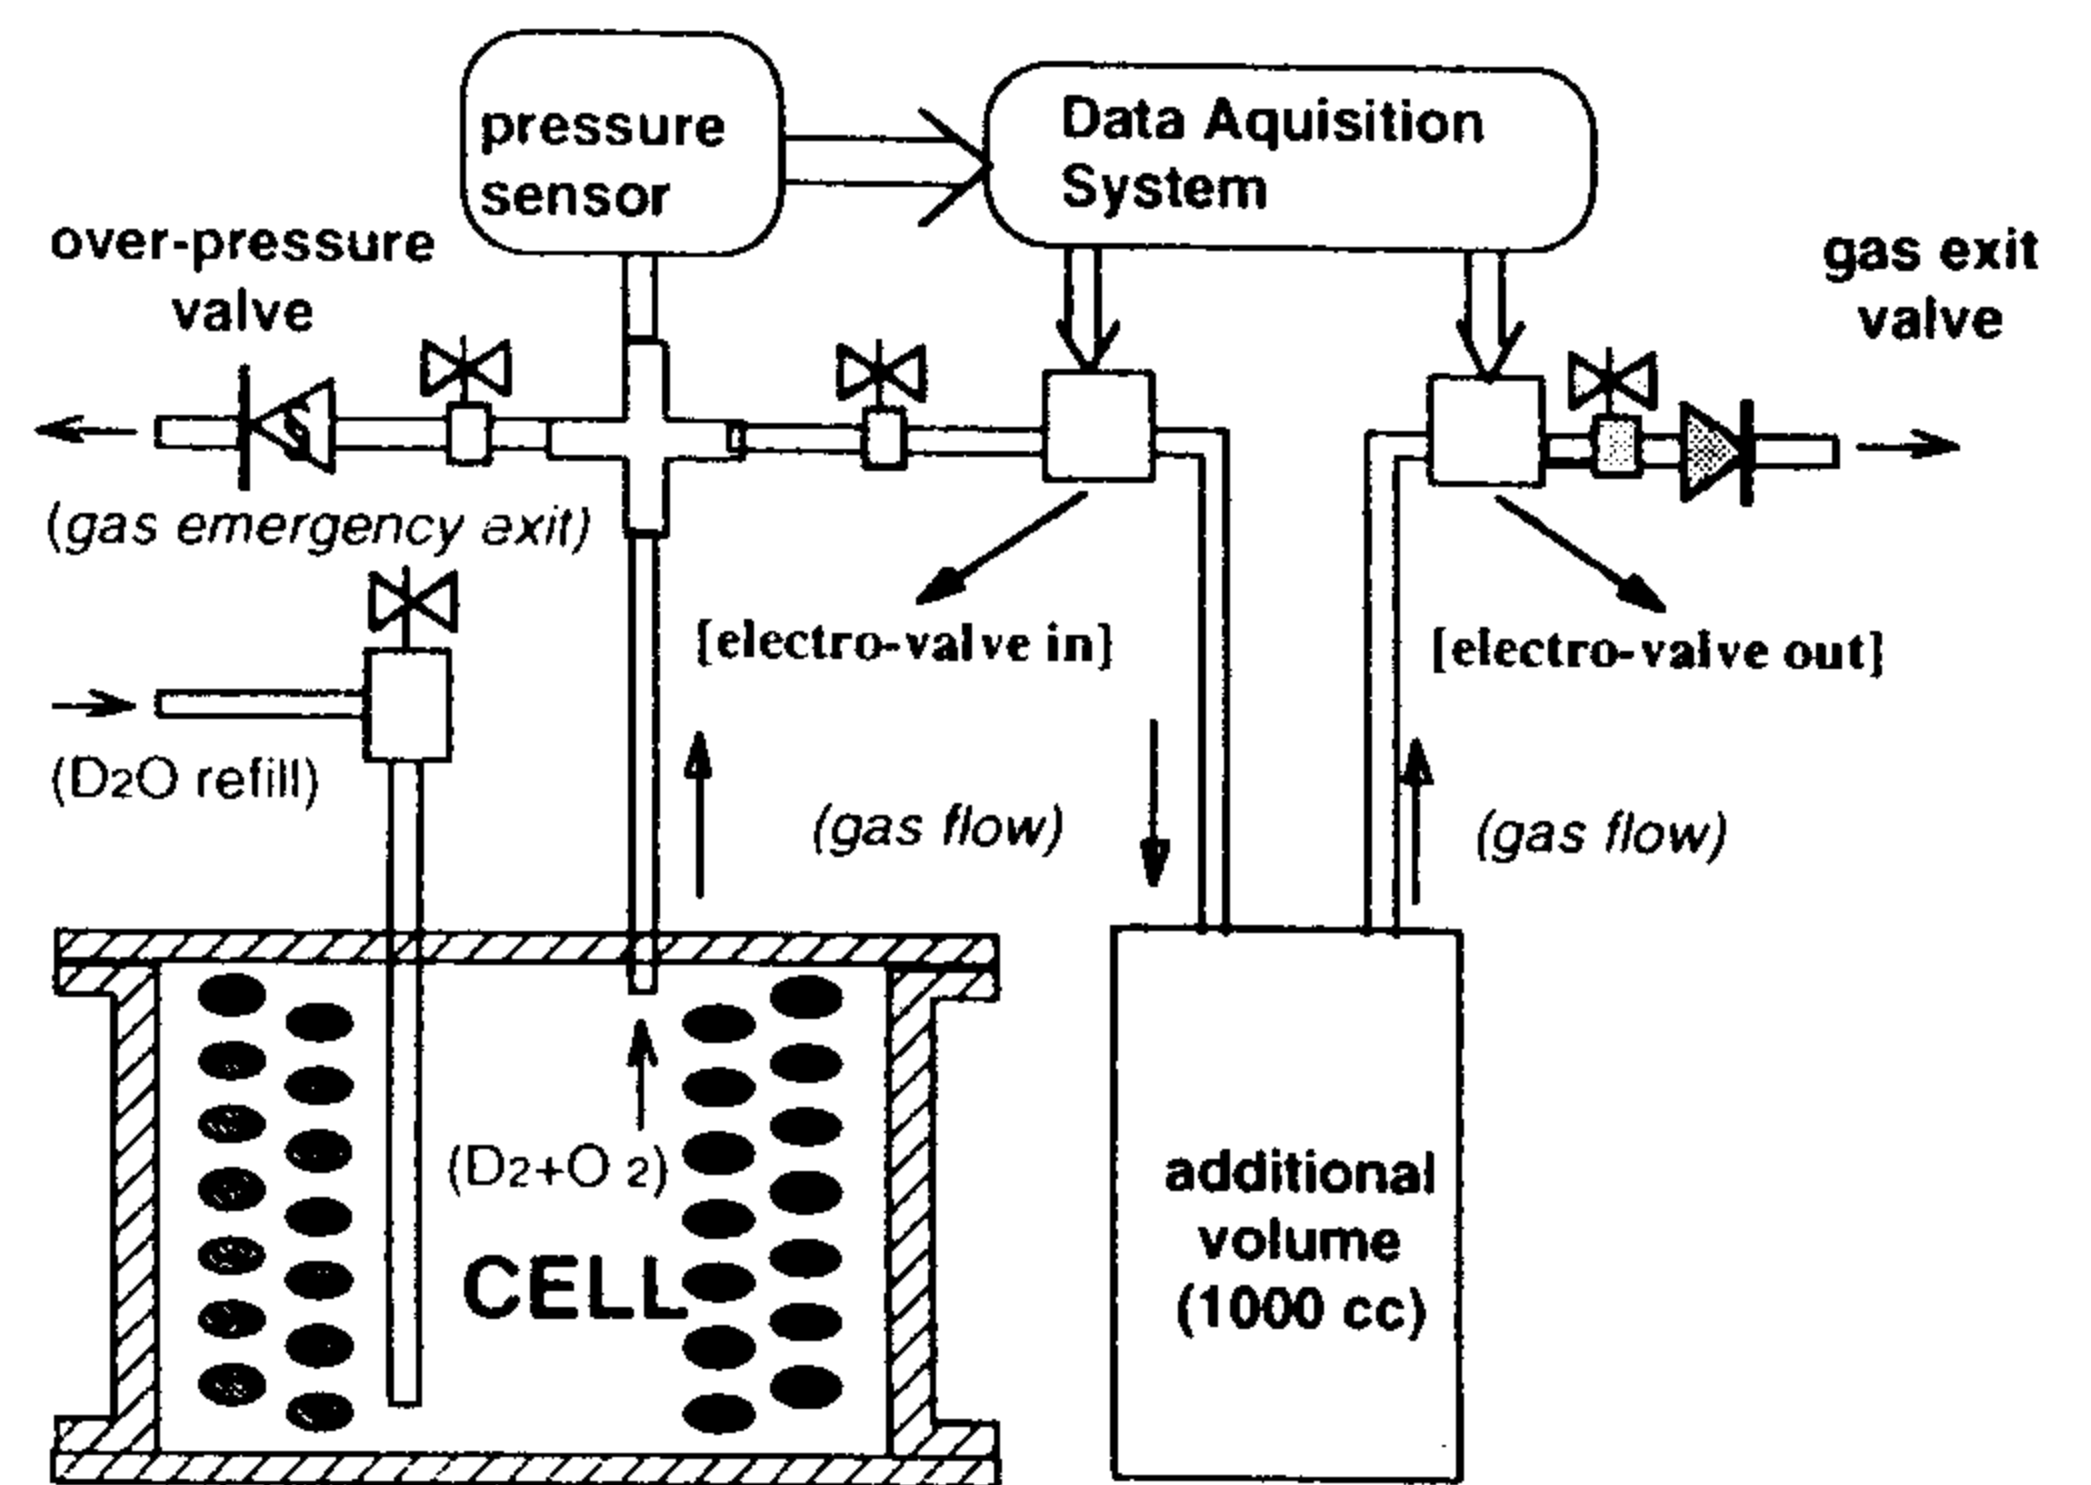 pressure
sensor
Data Aquisition
System
over-pressure
valve
gas exit
valve
(gas emergency exit)
[electro-valve in]
[electro-valve out]
(D2O refill)
(gas flow)
(gas flow)
(D2+O 2)
CELL
additional
volume
(1000 cc)